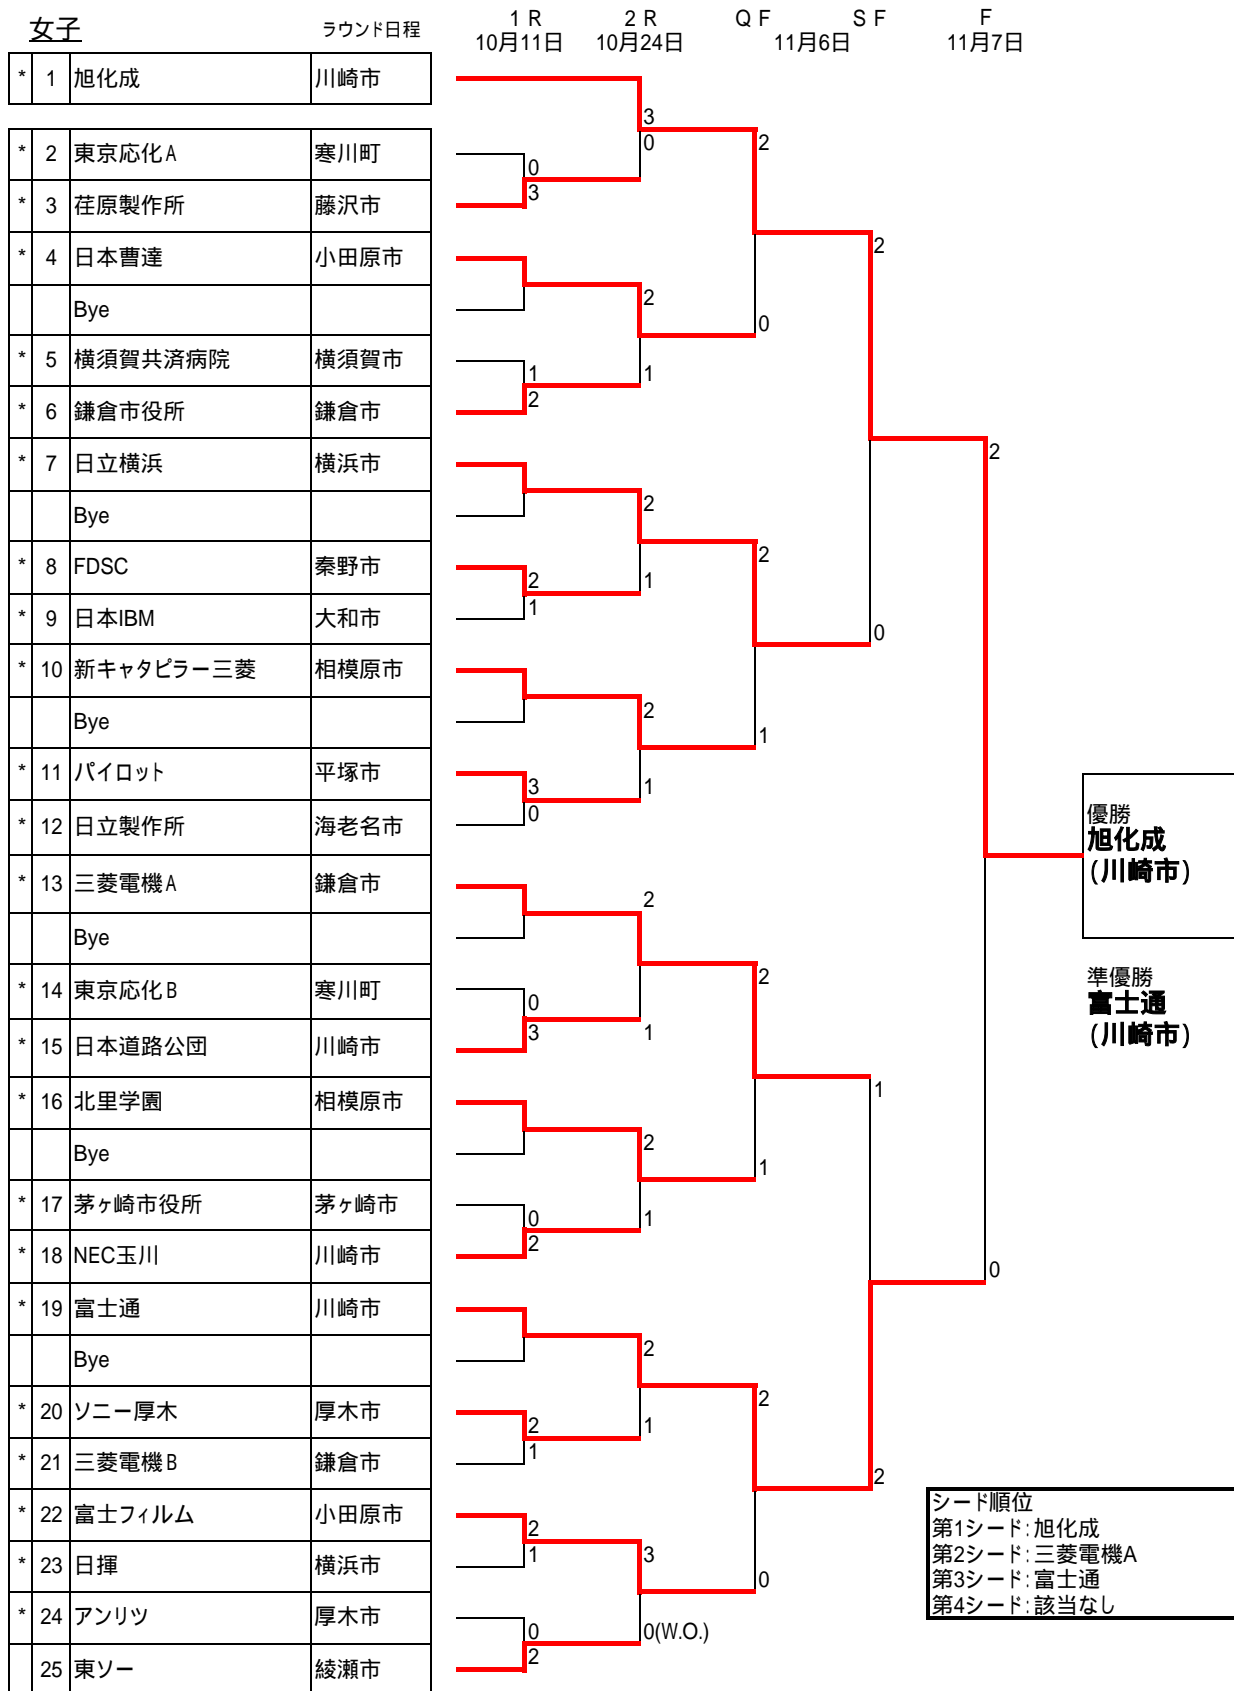 女子 ラウンド日程 1 R 2 R Q F S F F
10月11日 10月24日 11月6日 11月7日
* 1 旭化成 川崎市
3
0
2
* 2 東京応化A 寒川町
0
* 3 荏原製作所 藤沢市
3
* 4 日本曹達 小田原市
2
Bye
2
0
* 5 横須賀共済病院 横須賀市
1
1
* 6 鎌倉市役所 鎌倉市
2
* 7 日立横浜 横浜市
2
Bye
2
* 8 FDSC 秦野市
2
2
1
* 9 日本IBM 大和市
1
0
* 10 新キャタピラー三菱 相模原市
Bye
2
1
* 11 パイロット 平塚市
3
1
* 12 日立製作所 海老名市
0
優勝
旭化成
(川崎市)
* 13 三菱電機A 鎌倉市
2
Bye
2
準優勝
富士通
(川崎市)
* 14 東京応化B 寒川町
0
* 15 日本道路公団 川崎市
3
1
* 16 北里学園 相模原市
1
Bye
2
1
* 17 茅ヶ崎市役所 茅ヶ崎市
0
1
* 18 NEC玉川 川崎市
2
0
* 19 富士通 川崎市
Bye
2
2
* 20 ソニー厚木 厚木市
2
1
* 21 三菱電機B 鎌倉市
1
2
* 22 富士フィルム 小田原市
2
* 23 日揮 横浜市
1
3
0
* 24 アンリツ 厚木市
0
0(W.O.)
25 東ソー 綾瀬市
2
シード順位
第1シード:旭化成
第2シード:三菱電機A
第3シード:富士通
第4シード:該当なし